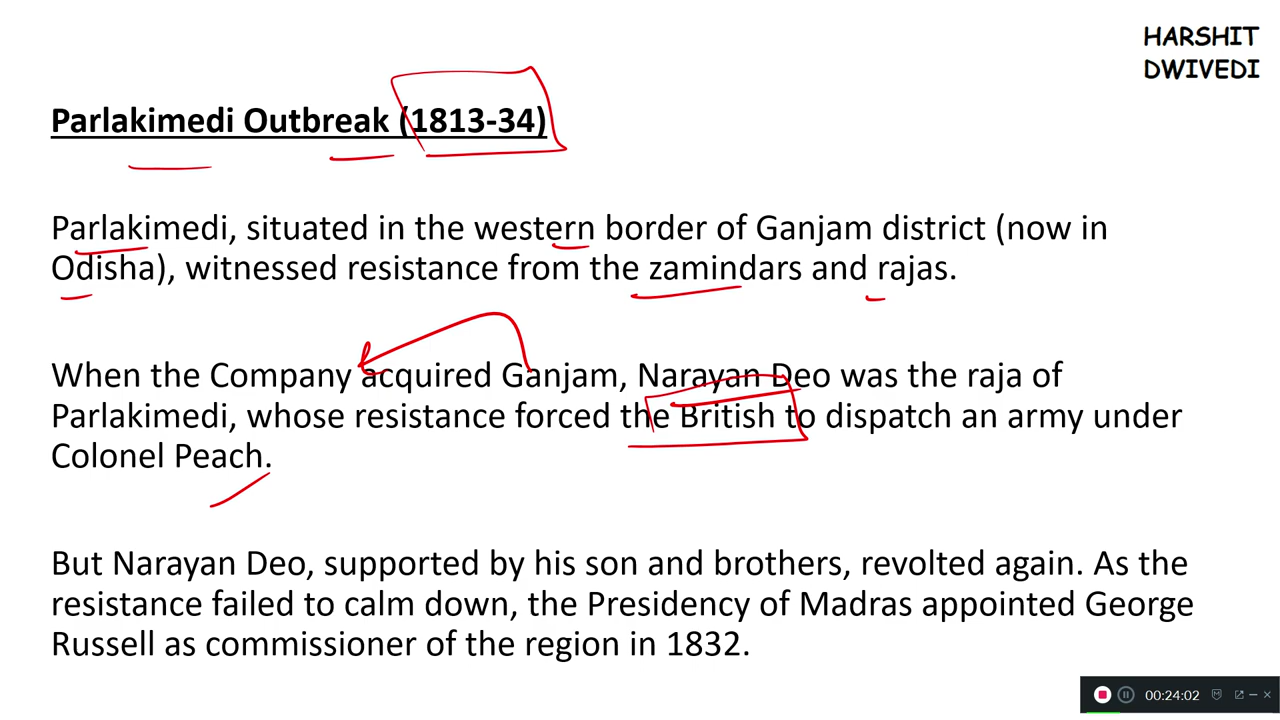 HARSHIT
DWIVEDI
Parlakimedi Outbreak (1813-34)
Parlakimedi, situated in the western border of Ganjam district (now in
Odisha), witnessed resistance from the zamindars and rajas.
When the Company acquired Ganjam, Narayan Deo was the raja of
Parlakimedi, whose resistance forced the British to dispatch an army under
Colonel Peach.
But Narayan Deo, supported by his son and brothers, revolted again. As the
resistance failed to calm down, the Presidency of Madras appointed George
Russell as commissioner of the region in 1832.
00:24:02